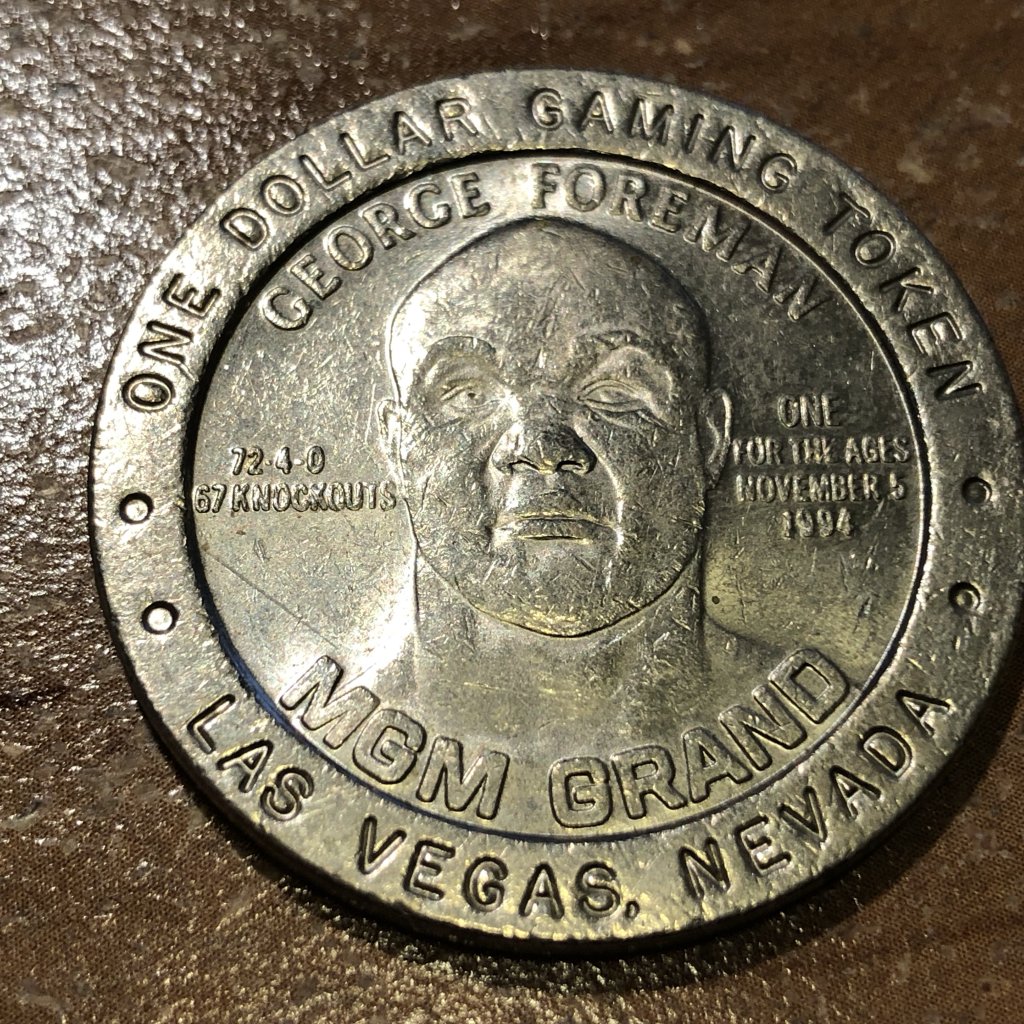 ONE DOLLAR GAMING TOKEN
GEORGE FOREMAN
72-4-0
67 KNOCKOUTS
ONE
FOR THE AGES
NOVEMBER 5
1994
MGM GRAND
LAS VEGAS, NEVADA